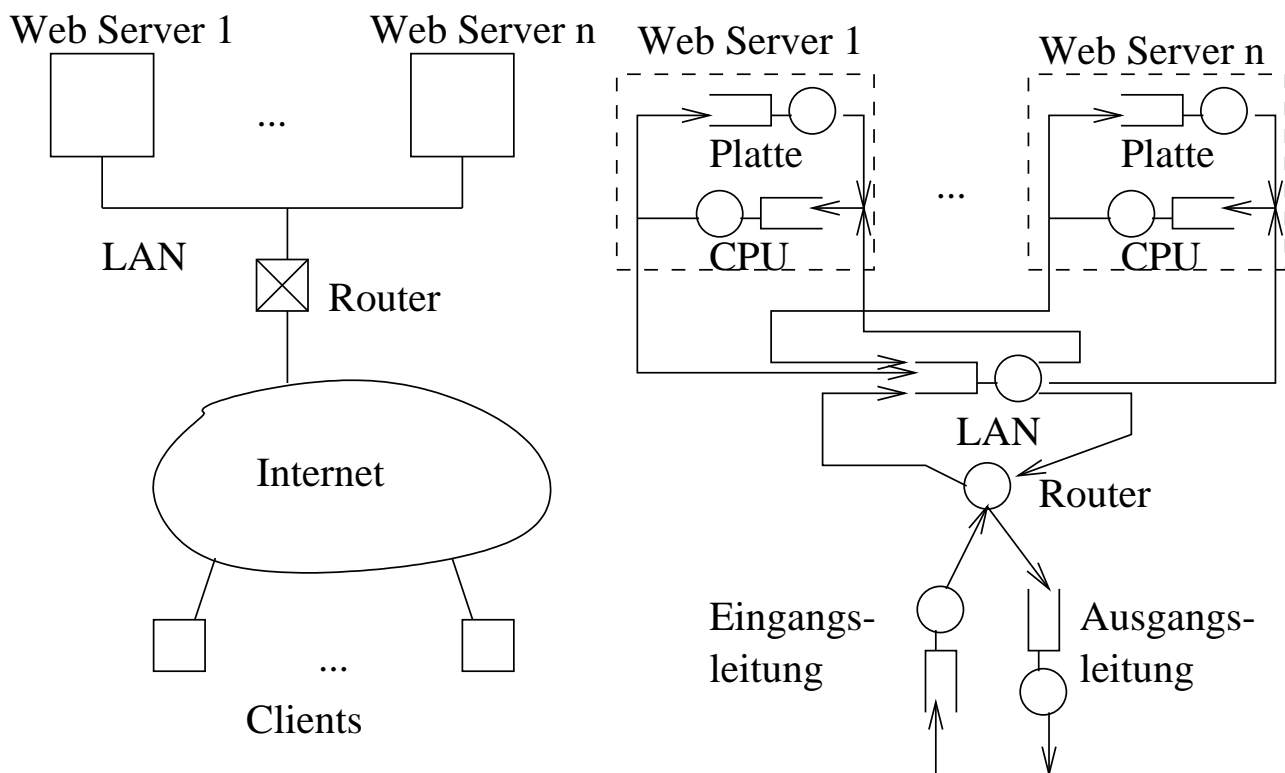 Web Server 1
Web Server n
...
LAN
Router
Internet
...
Clients
Web Server 1
Web Server n
Platte
Platte
...
CPU
CPU
LAN
Router
Eingangs-
leitung
Ausgangs-
leitung